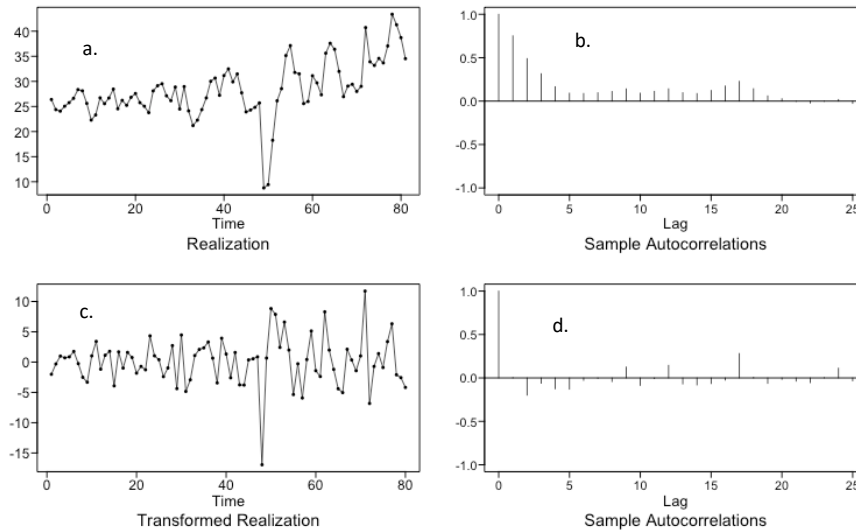 a.
40
35
30
25
20
15
10
0 20 40 60 80
Time
Realization
b.
1.0
0.5
0.0
-0.5
-1.0
0 5 10 15 20 25
Lag
Sample Autocorrelations
c.
10
5
0
-5
-10
-15
0 20 40 60 80
Time
Transformed Realization
d.
1.0
0.5
0.0
-0.5
-1.0
0 5 10 15 20 25
Lag
Sample Autocorrelations